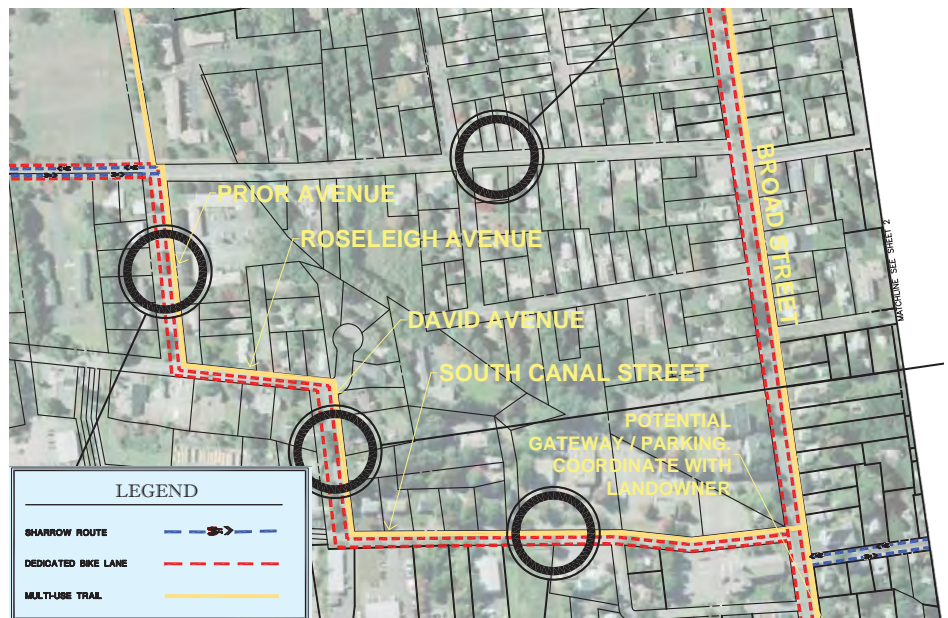 PRIOR AVENUE
ROSELEIGH AVENUE
BROAD STREET
MATCHLINE SEE SHEET 2
DAVID AVENUE
SOUTH CANAL STREET
POTENTIAL
GATEWAY / PARKING.
COORDINATE WITH
LANDOWNER
LEGEND
SHARROW ROUTE
DEDICATED BIKE LANE
MULTI-USE TRAIL